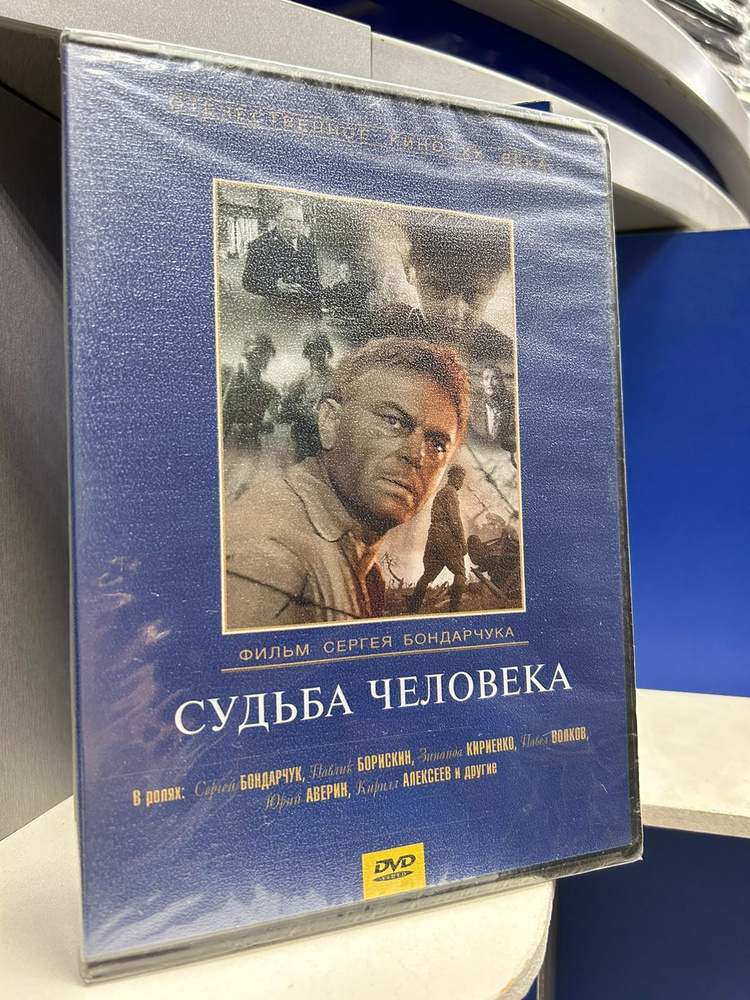 ОТЕЧЕСТВЕННОЕ КИНО XX ВЕКА
ФИЛЬМ СЕРГЕЯ БОНДАРЧУКА
СУДЬБА ЧЕЛОВЕКА
В ролях: Сергей БОНДАРЧУК, Павлик БОРИСКИН, Зинаида КИРИЕНКО, Павел ВОЛКОВ,
Юрий АВЕРИН, Кирилл АЛЕКСЕЕВ и другие
DVD
VIDEO